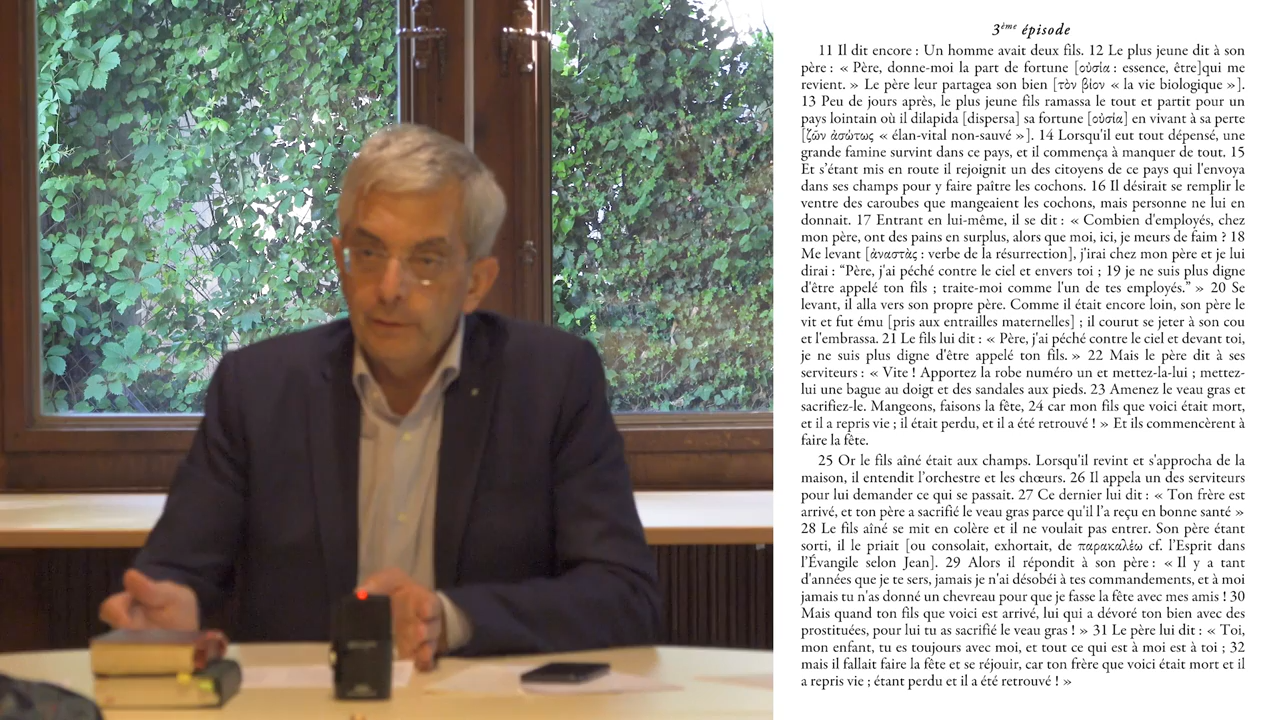 3ème épisode
11 Il dit encore : Un homme avait deux fils. 12 Le plus jeune dit à son
père : « Père, donne-moi la part de fortune [οὐσία : essence, être]qui me
revient. » Le père leur partagea son bien [τὸν βίον « la vie biologique »].
13 Peu de jours après, le plus jeune fils ramassa le tout et partit pour un
pays lointain où il dilapida [dispersa] sa fortune [οὐσία] en vivant à sa perte
[ζῶν ἀσώτως « élan-vital non-sauvé »]. 14 Lorsqu'il eut tout dépensé, une
grande famine survint dans ce pays, et il commença à manquer de tout. 15
Et s'étant mis en route il rejoignit un des citoyens de ce pays qui l'envoya
dans ses champs pour y faire paître les cochons. 16 Il désirait se remplir le
ventre des caroubes que mangeaient les cochons, mais personne ne lui en
donnait. 17 Entrant en lui-même, il se dit : « Combien d'employés, chez
mon père, ont des pains en surplus, alors que moi, ici, je meurs de faim ? 18
Me levant [ἀναστὰς : verbe de la résurrection], j'irai chez mon père et je lui
dirai : “Père, j'ai péché contre le ciel et envers toi ; 19 je ne suis plus digne
d'être appelé ton fils ; traite-moi comme l'un de tes employés.” » 20 Se
levant, il alla vers son propre père. Comme il était encore loin, son père le
vit et fut ému [pris aux entrailles maternelles] ; il courut se jeter à son cou
et l'embrassa. 21 Le fils lui dit : « Père, j'ai péché contre le ciel et devant toi,
je ne suis plus digne d'être appelé ton fils. » 22 Mais le père dit à ses
serviteurs : « Vite ! Apportez la robe numéro un et mettez-la-lui ; mettez-
lui une bague au doigt et des sandales aux pieds. 23 Amenez le veau gras et
sacrifiez-le. Mangeons, faisons la fête, 24 car mon fils que voici était mort,
et il a repris vie ; il était perdu, et il a été retrouvé ! » Et ils commencèrent à
faire la fête.
25 Or le fils aîné était aux champs. Lorsqu'il revint et s'approcha de la
maison, il entendit l'orchestre et les chœurs. 26 Il appela un des serviteurs
pour lui demander ce qui se passait. 27 Ce dernier lui dit : « Ton frère est
arrivé, et ton père a sacrifié le veau gras parce qu'il l'a reçu en bonne santé »
28 Le fils aîné se mit en colère et il ne voulait pas entrer. Son père étant
sorti, il le priait [ou consolait, exhortait, de παρακαλέω cf. l'Esprit dans
l'Évangile selon Jean]. 29 Alors il répondit à son père : « Il y a tant
d'années que je te sers, jamais je n'ai désobéi à tes commandements, et à moi
jamais tu n'as donné un chevreau pour que je fasse la fête avec mes amis ! 30
Mais quand ton fils que voici est arrivé, lui qui a dévoré ton bien avec des
prostituées, pour lui tu as sacrifié le veau gras ! » 31 Le père lui dit : « Toi,
mon enfant, tu es toujours avec moi, et tout ce qui est à moi est à toi ; 32
mais il fallait faire la fête et se réjouir, car ton frère que voici était mort et il
a repris vie ; étant perdu et il a été retrouvé ! »